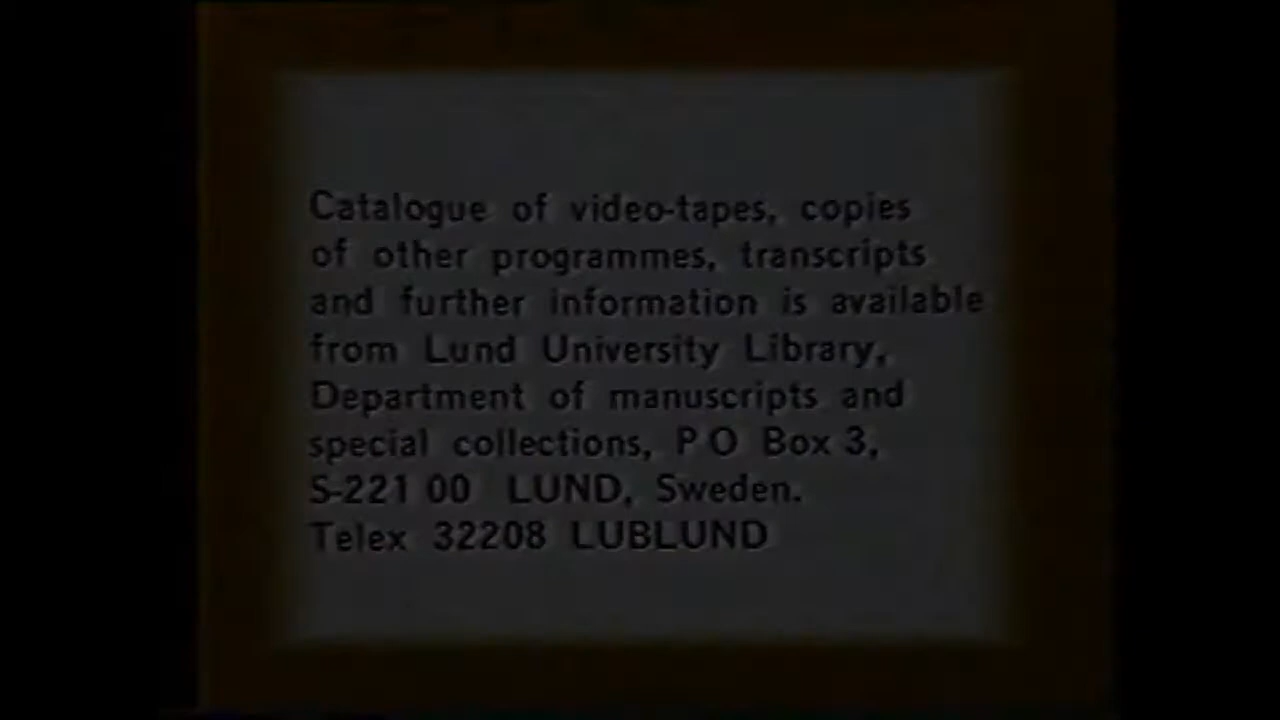 Catalogue of video-tapes, copies
of other programmes, transcripts
and further information is available
from Lund University Library,
Department of manuscripts and
special collections, P O Box 3,
S-221 00 LUND, Sweden.
Telex 32208 LUBLUND